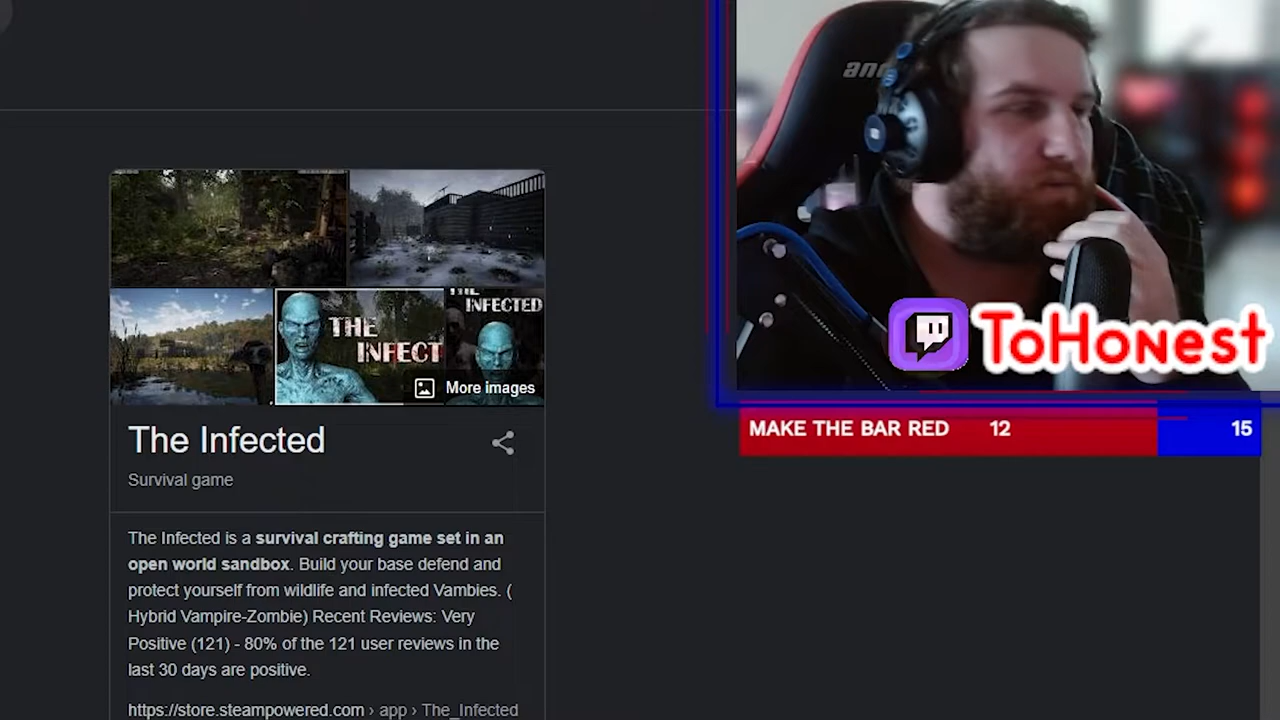 THE
INFECT
THE
INFECTED
More images
The Infected
Survival game
The Infected is a survival crafting game set in an
open world sandbox. Build your base defend and
protect yourself from wildlife and infected Vambies. (
Hybrid Vampire-Zombie) Recent Reviews: Very
Positive (121) - 80% of the 121 user reviews in the
last 30 days are positive.
https://store.steampowered.com › app › The_Infected
ToHonest
MAKE THE BAR RED 12 15